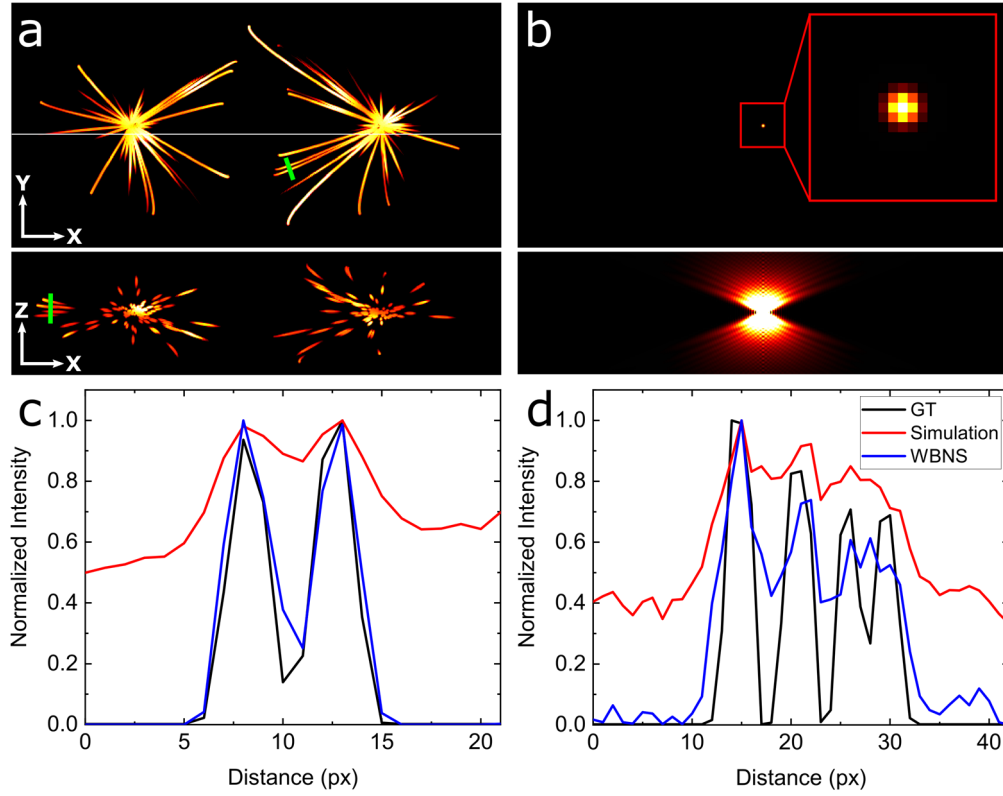 a
b
Y
X
Z
X
c
d
GT
Simulation
WBNS
1.0
0.8
0.6
0.4
0.2
0.0
Normalized Intensity
0
5
10
15
20
Distance (px)
1.0
0.8
0.6
0.4
0.2
0.0
Normalized Intensity
0
10
20
30
40
Distance (px)